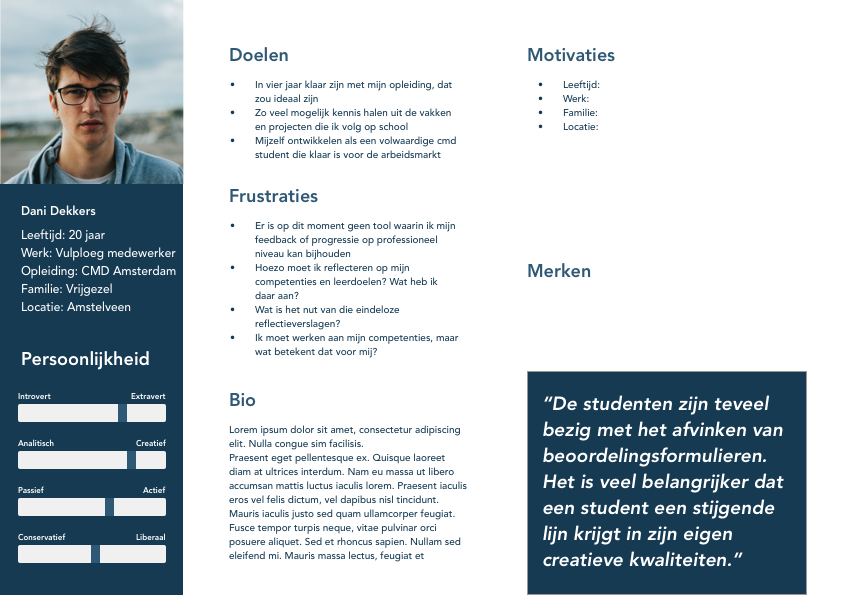 Dani Dekkers
Leeftijd: 20 jaar
Werk: Vulploeg medewerker
Opleiding: CMD Amsterdam
Familie: Vrijgezel
Locatie: Amstelveen
Persoonlijkheid
Introvert Extravert
Analitisch Creatief
Passief Actief
Conservatief Liberaal
Doelen
• In vier jaar klaar zijn met mijn opleiding, dat
zou ideaal zijn
• Zo veel mogelijk kennis halen uit de vakken
en projecten die ik volg op school
• Mijzelf ontwikkelen als een volwaardige cmd
student die klaar is voor de arbeidsmarkt
Frustraties
• Er is op dit moment geen tool waarin ik mijn
feedback of progressie op professioneel
niveau kan bijhouden
• Hoezo moet ik reflecteren op mijn
competenties en leerdoelen? Wat heb ik
daar aan?
• Wat is het nut van die eindeloze
reflectieverslagen?
• Ik moet werken aan mijn competenties, maar
wat betekent dat voor mij?
Bio
Lorem ipsum dolor sit amet, consectetur adipiscing
elit. Nulla congue sim facilisis.
Praesent eget pellentesque ex. Quisque laoreet
diam at ultrices interdum. Nam eu massa ut libero
accumsan mattis luctus iaculis lorem. Praesent iaculis
eros vel felis dictum, vel dapibus nisl tincidunt.
Mauris iaculis justo sed quam ullamcorper feugiat.
Fusce tempor turpis neque, vitae pulvinar orci
posuere aliquet. Sed et rhoncus sapien. Nullam sed
eleifend mi. Mauris massa lectus, feugiat et
Motivaties
• Leeftijd:
• Werk:
• Familie:
• Locatie:
Merken
“De studenten zijn teveel
bezig met het afvinken van
beoordelingsformulieren.
Het is veel belangrijker dat
een student een stijgende
lijn krijgt in zijn eigen
creatieve kwaliteiten.”